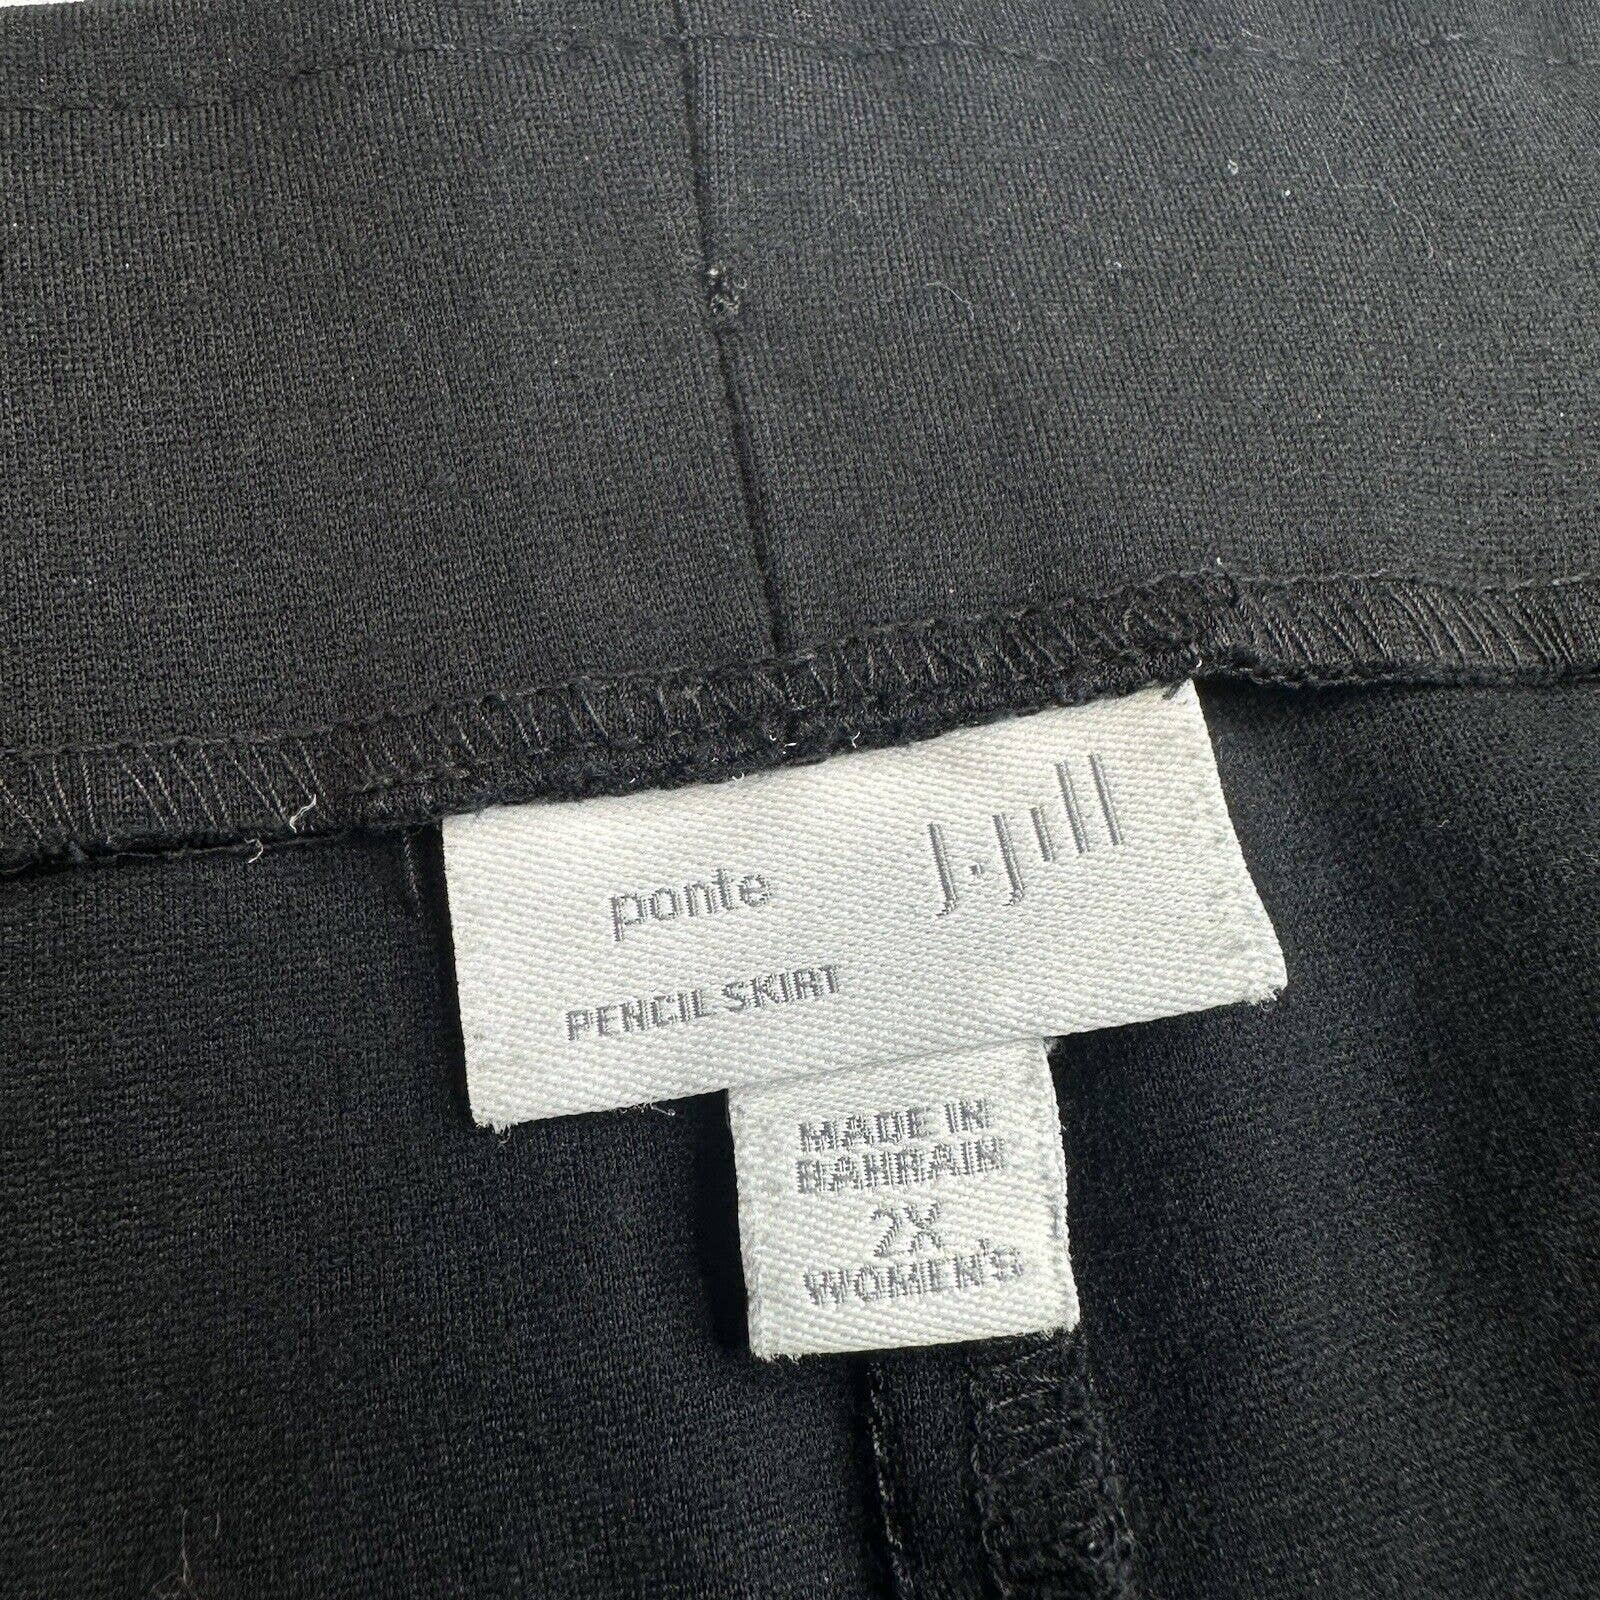 J.Jill
ponte
PENCIL SKIRT
MADE IN
BAHRAIN
2X
WOMEN'S